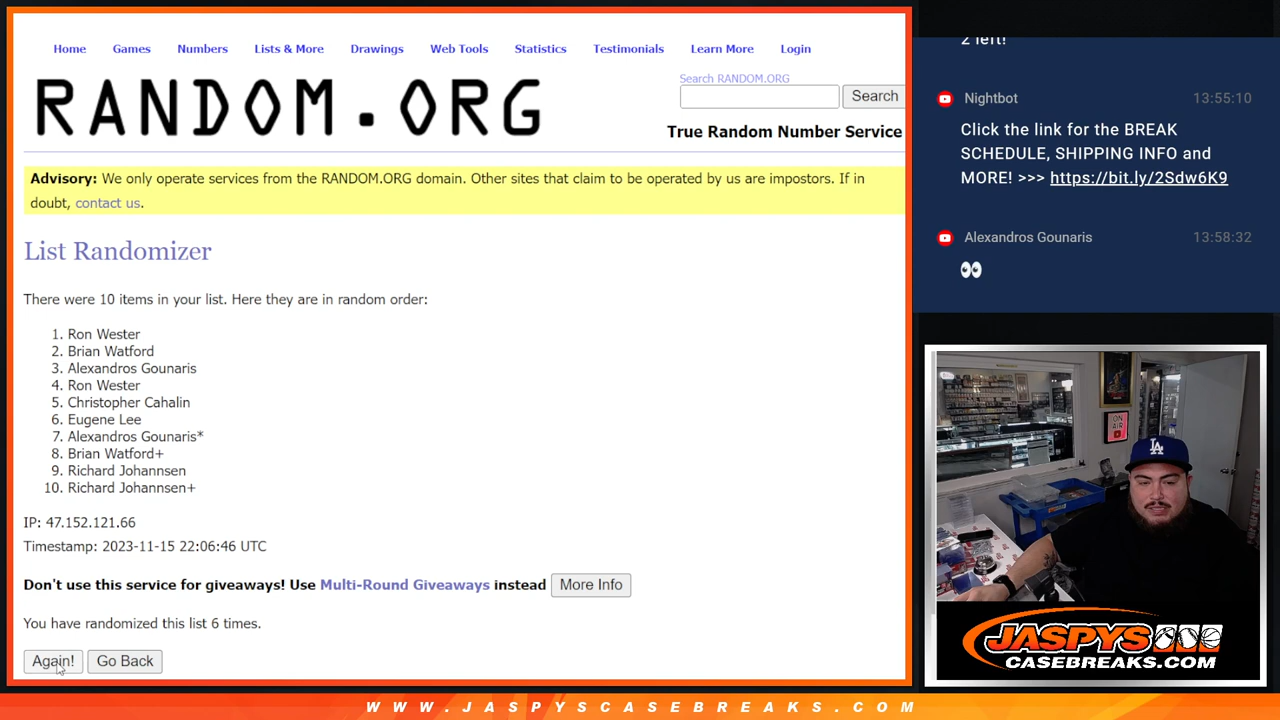 Home Games Numbers Lists & More Drawings Web Tools Statistics Testimonials Learn More Login
RANDOM.ORG
Search RANDOM.ORG
Search
True Random Number Service
Advisory: We only operate services from the RANDOM.ORG domain. Other sites that claim to be operated by us are impostors. If in
doubt, contact us.
List Randomizer
There were 10 items in your list. Here they are in random order:
1. Ron Wester
2. Brian Watford
3. Alexandros Gounaris
4. Ron Wester
5. Christopher Cahalin
6. Eugene Lee
7. Alexandros Gounaris*
8. Brian Watford+
9. Richard Johannsen
10. Richard Johannsen+
IP: 47.152.121.66
Timestamp: 2023-11-15 22:06:46 UTC
Don't use this service for giveaways! Use Multi-Round Giveaways instead More Info
You have randomized this list 6 times.
Again! Go Back
2 left!
Nightbot 13:55:10
Click the link for the BREAK
SCHEDULE, SHIPPING INFO and
MORE! >>> https://bit.ly/2Sdw6K9
Alexandros Gounaris 13:58:32
👀
ON
AIR
LA
JASPYS
CASEBREAKS.COM
WWW.JASPYSCASEBREAKS.COM